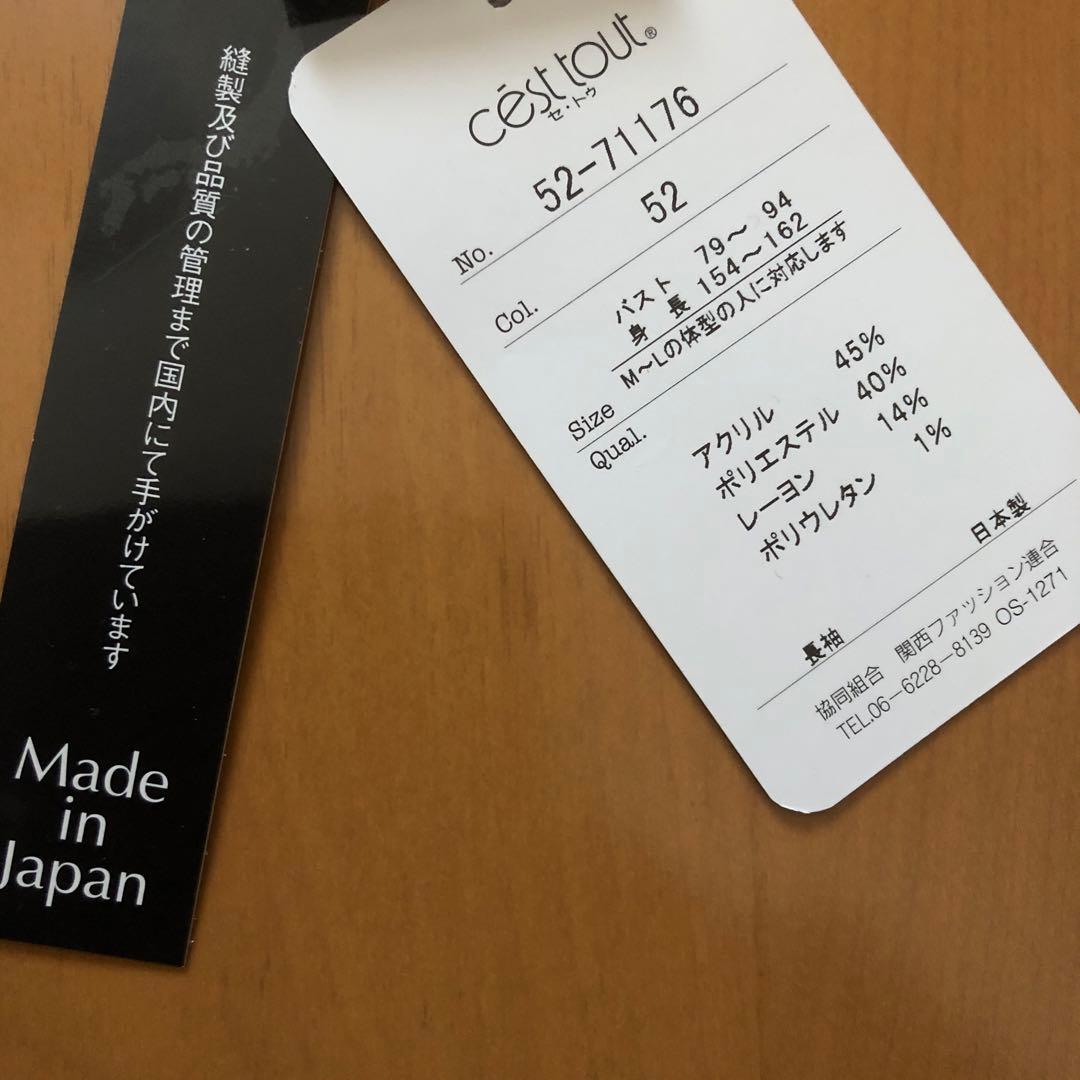 縫製及び品質の管理まで国内にて手がけています
Made
in
Japan
cést tout®
セ・トゥ
No. 52-71176
Col. 52
バスト 79～ 94
身 長 154～162
Size M～Lの体型の人に対応します
Qual.
アクリル 45%
ポリエステル 40%
レーヨン 14%
ポリウレタン 1%
日本製
長袖
協同組合 関西ファッション連合
TEL.06-6228-8139 OS-1271